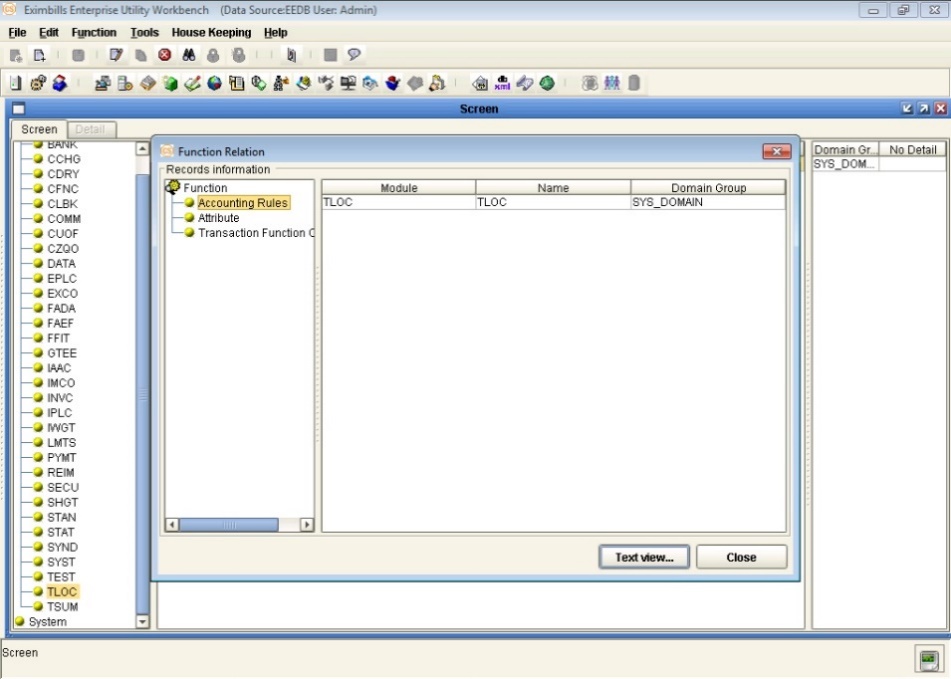 Eximbills Enterprise Utility Workbench (Data Source:EEDB User: Admin)
File Edit Function Tools House Keeping Help
Screen
Screen Detail
BANK
CCHG
CDRY
CFNC
CLBK
COMM
CUOF
CZQO
DATA
EPLC
EXCO
FADA
FAEF
FFIT
GTEE
IAAC
IMCO
INVC
IPLC
IWGT
LMTS
PYMT
REIM
SECU
SHGT
STAN
STAT
SYND
SYST
TEST
TLOC
TSUM
System
Function Relation
Records information
Function
Accounting Rules
Attribute
Transaction Function C
Module Name Domain Group
TLOC TLOC SYS_DOMAIN
Text view... Close
Domain Gr... No Detail
SYS_DOM...
Screen